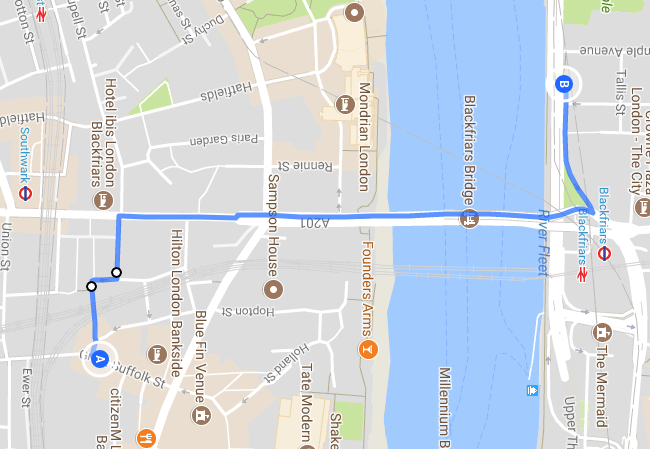 Duchy St
Hatfields
Hotel ibis London
Blackfriars
Southwark
Paris Garden
Rennie St
Mondrian London
Blackfriars Bridge
Temple Avenue
Tallis St
Crowne Plaza
London - The City
B
Blackfriars
Blackfriars
River Fleet
A201
Sampson House
Union St
Hilton London Bankside
Founders Arms
Hopton St
Blue Fin Venue
Holland St
A
Suffolk St
Ewer St
citizenM L
Tate Modern
Shake
Millennium B
The Mermaid
Upper Th